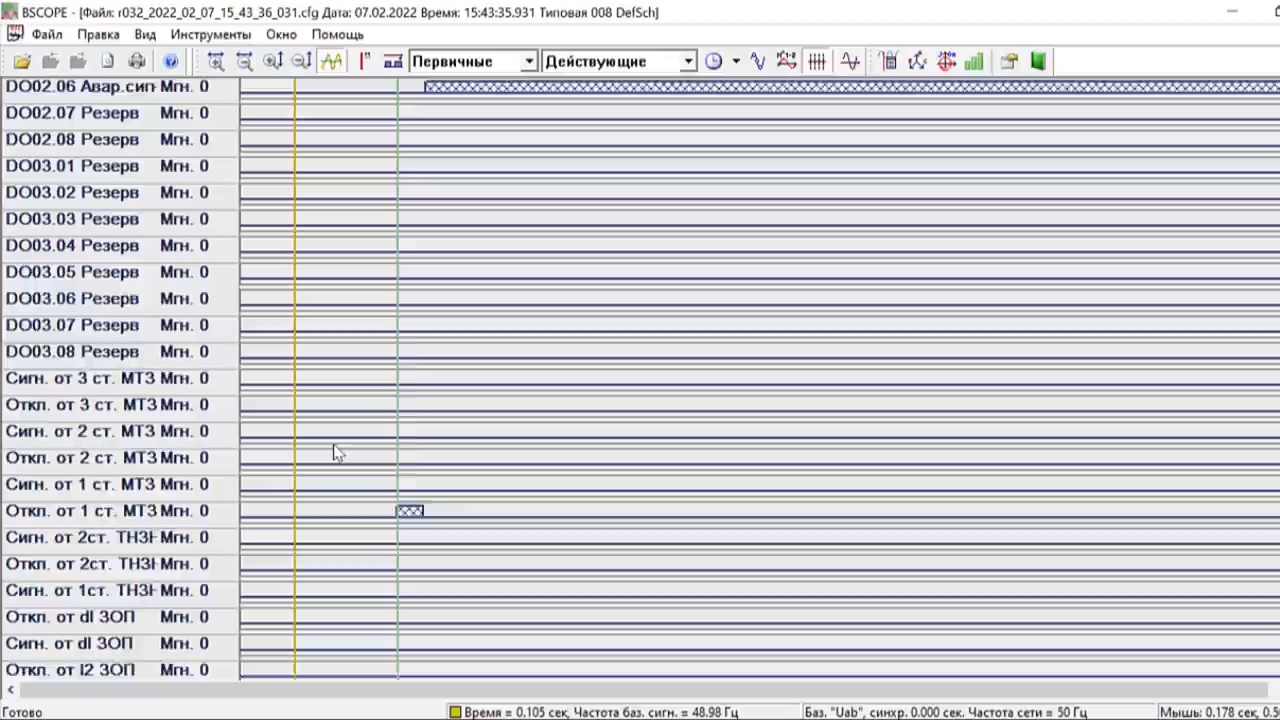 BSCOPE - [Файл: r032_2022_02_07_15_43_36_031.cfg Дата: 07.02.2022 Время: 15:43:35.931 Типовая 008 DefSch]
Файл Правка Вид Инструменты Окно Помощь
Первичные Действующие
DO02.06 Авар.сигн Мгн. 0
DO02.07 Резерв Мгн. 0
DO02.08 Резерв Мгн. 0
DO03.01 Резерв Мгн. 0
DO03.02 Резерв Мгн. 0
DO03.03 Резерв Мгн. 0
DO03.04 Резерв Мгн. 0
DO03.05 Резерв Мгн. 0
DO03.06 Резерв Мгн. 0
DO03.07 Резерв Мгн. 0
DO03.08 Резерв Мгн. 0
Сигн. от 3 ст. МТЗ Мгн. 0
Откл. от 3 ст. МТЗ Мгн. 0
Сигн. от 2 ст. МТЗ Мгн. 0
Откл. от 2 ст. МТЗ Мгн. 0
Сигн. от 1 ст. МТЗ Мгн. 0
Откл. от 1 ст. МТЗ Мгн. 0
Сигн. от 2ст. ТНЗН Мгн. 0
Откл. от 2ст. ТНЗН Мгн. 0
Сигн. от 1ст. ТНЗН Мгн. 0
Откл. от dI ЗОП Мгн. 0
Сигн. от dI ЗОП Мгн. 0
Откл. от I2 ЗОП Мгн. 0
Готово Время = 0.105 сек, Частота баз. сигн. = 48.98 Гц Баз. "Uab", синхр. 0.000 сек. Частота сети = 50 Гц Мышь: 0.178 сек, 0.5